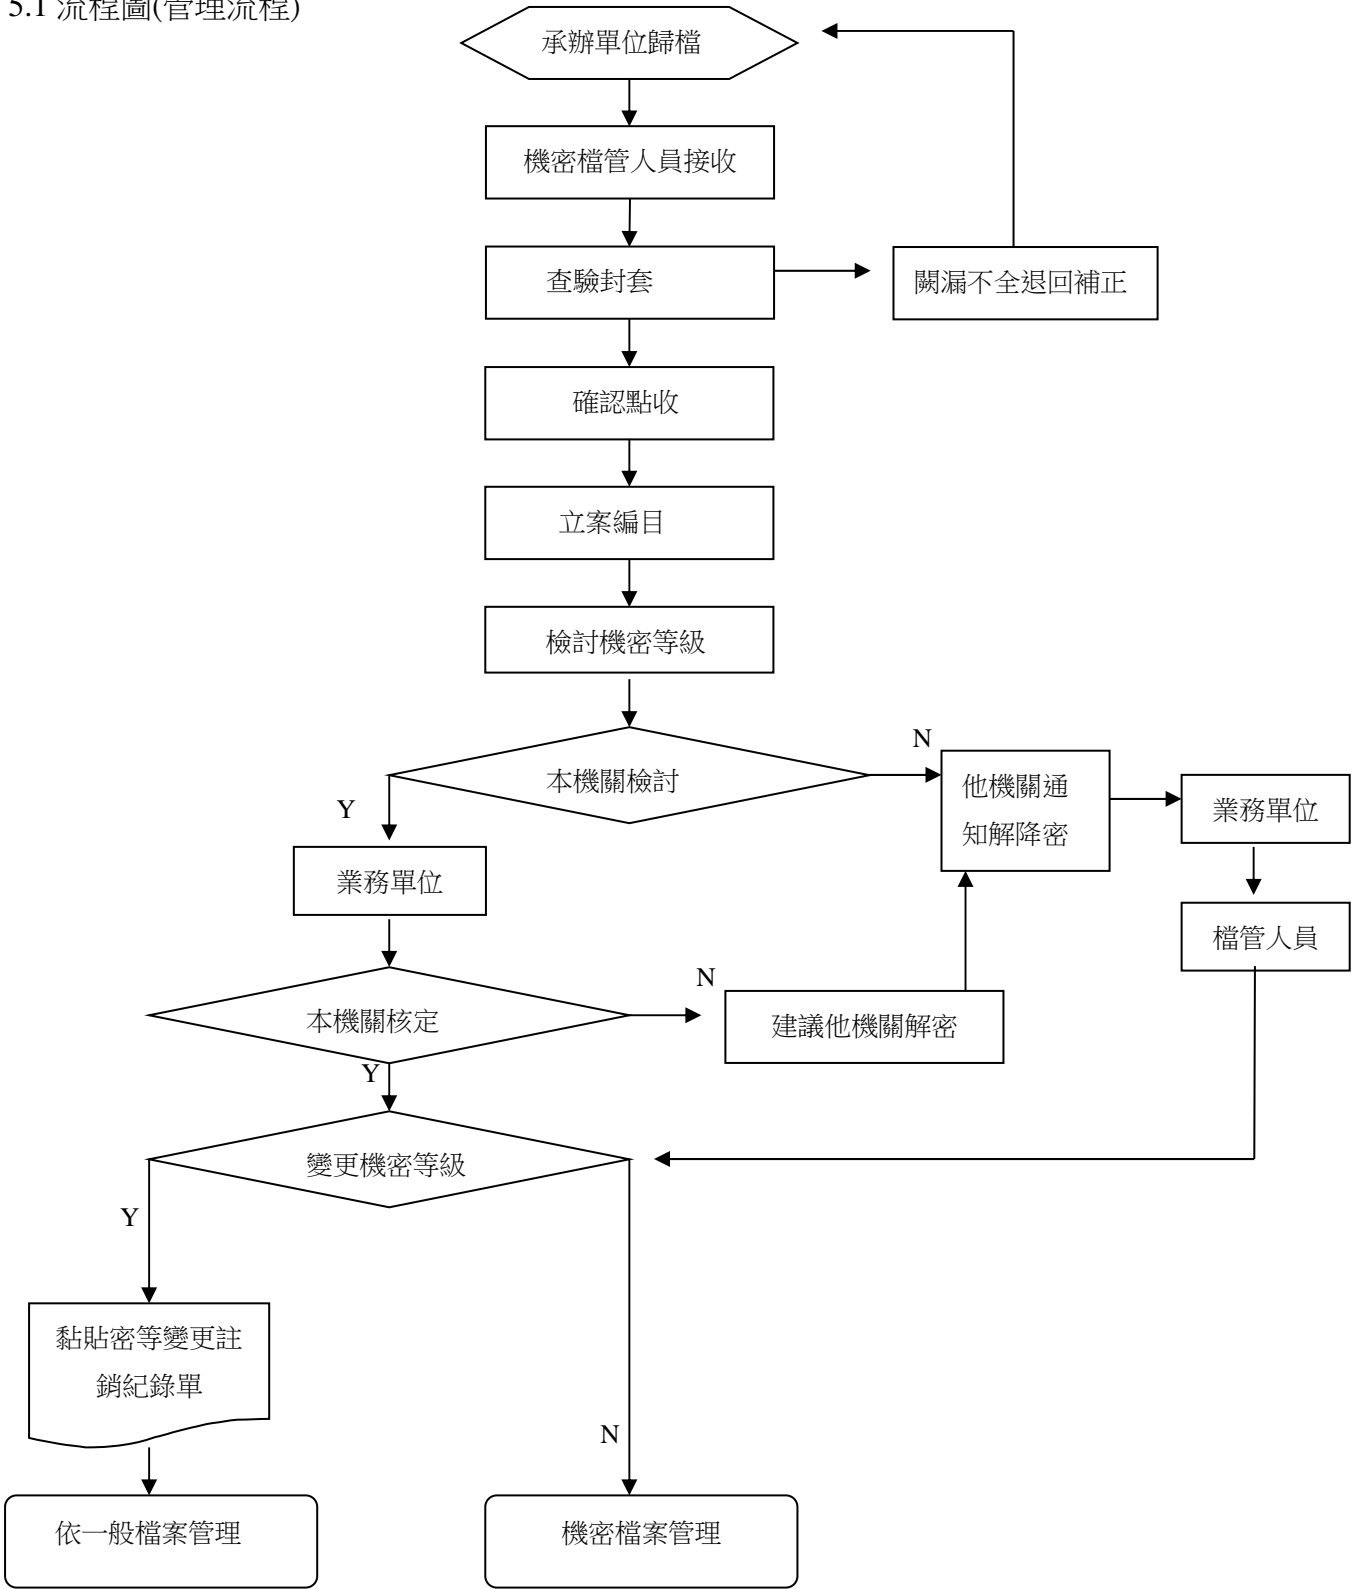 5.1 流程圖(管理流程)
承辦單位歸檔
機密檔管人員接收
查驗封套
闕漏不全退回補正
確認點收
立案編目
檢討機密等級
本機關檢討
N
Y
他機關通
知解降密
業務單位
業務單位
檔管人員
本機關核定
N
建議他機關解密
Y
變更機密等級
Y
黏貼密等變更註
銷紀錄單
N
依一般檔案管理
機密檔案管理